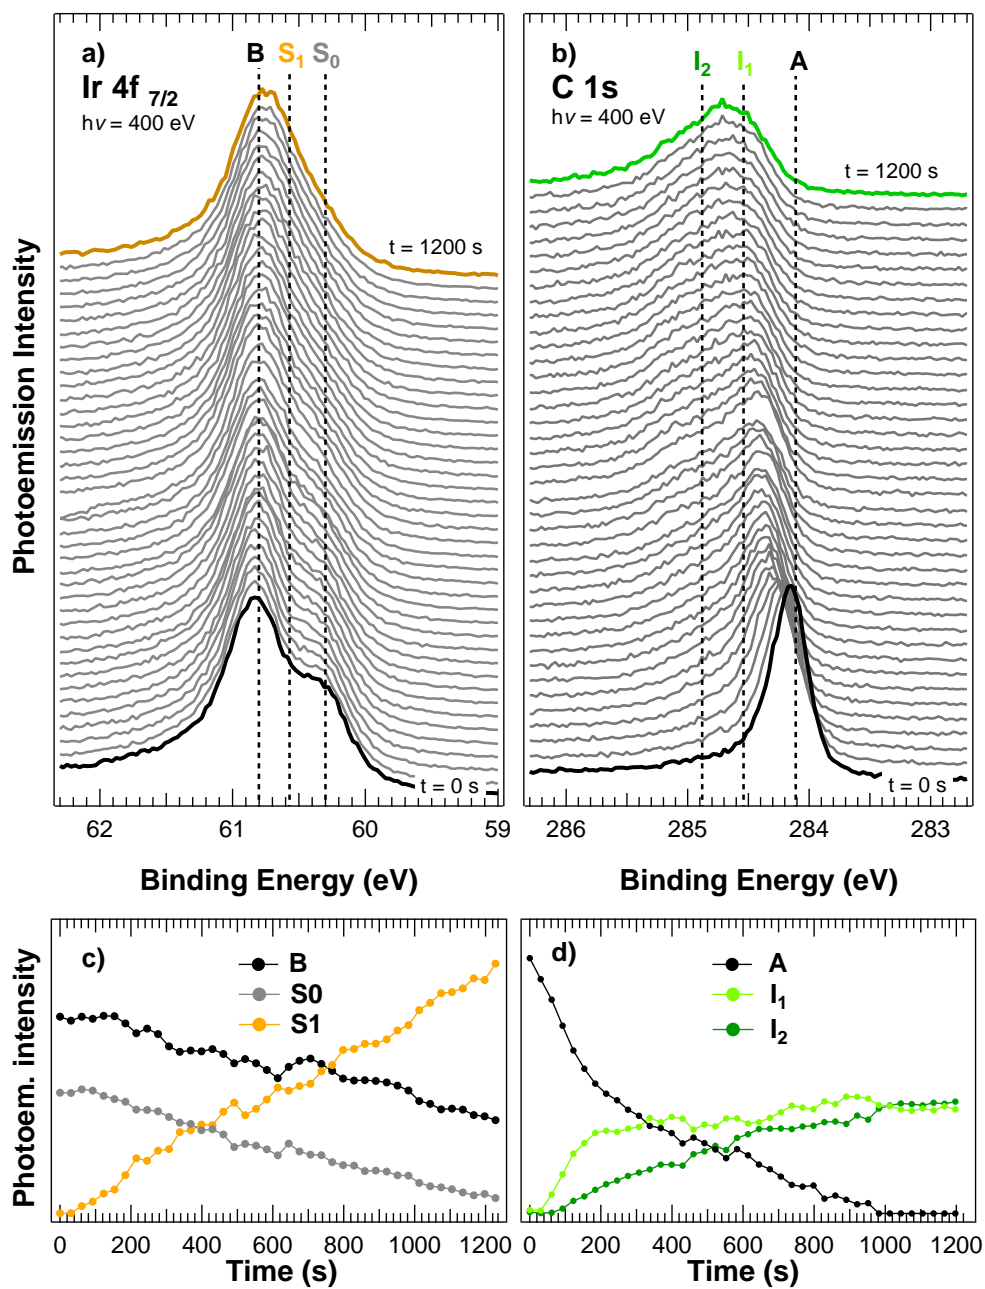 a)
B S1 S0
Ir 4f 7/2
hν = 400 eV
t = 1200 s
t = 0 s
62 61 60 59
Binding Energy (eV)
b)
I2 I1 A
C 1s
hν = 400 eV
t = 1200 s
t = 0 s
286 285 284 283
Binding Energy (eV)
Photoemission Intensity
c)
B
S0
S1
0 200 400 600 800 1000 1200
Time (s)
d)
A
I1
I2
0 200 400 600 800 1000 1200
Time (s)
Photoem. intensity